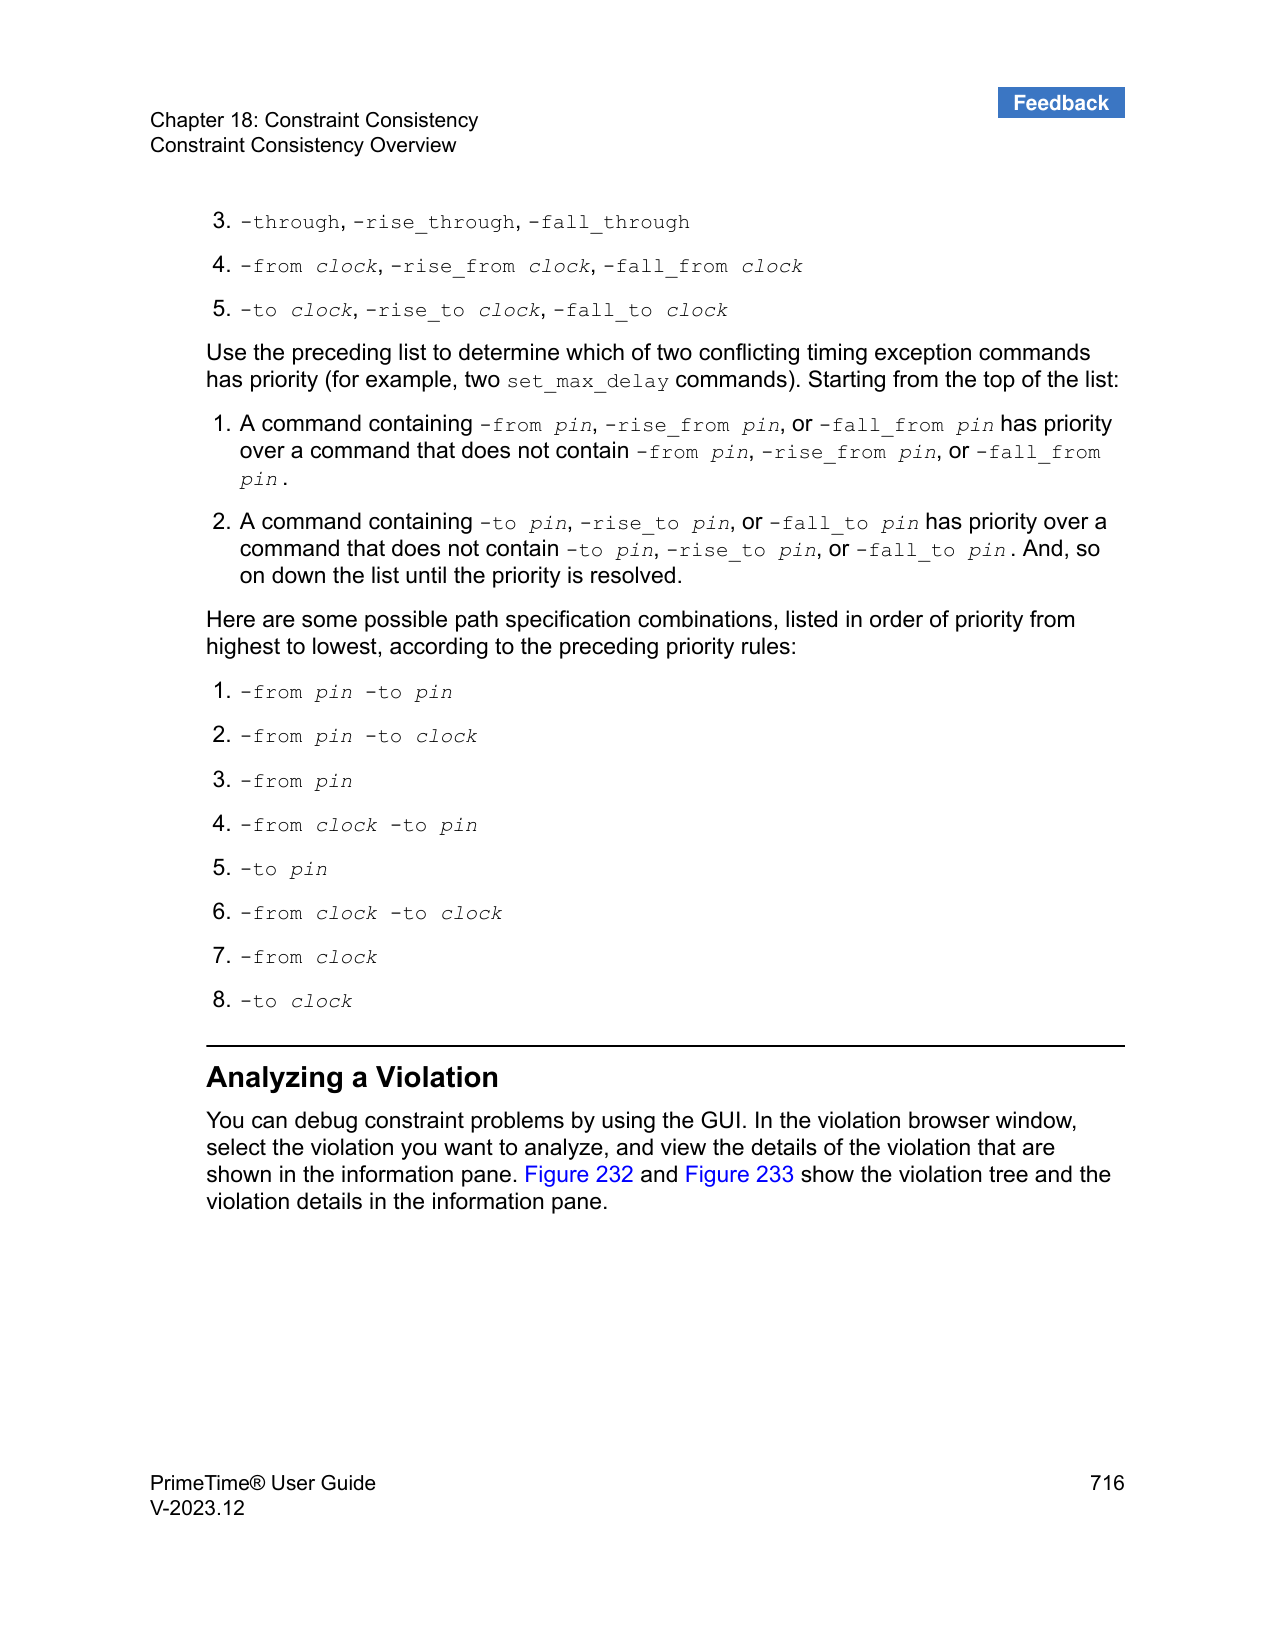 Feedback
Chapter 18: Constraint Consistency
Constraint Consistency Overview
3. -through, -rise_through, -fall_through
4. -from clock, -rise_from clock, -fall_from clock
5. -to clock, -rise_to clock, -fall_to clock
Use the preceding list to determine which of two conflicting timing exception commands
has priority (for example, two set_max_delay commands). Starting from the top of the list:
1. A command containing -from pin, -rise_from pin, or -fall_from pin has priority
over a command that does not contain -from pin, -rise_from pin, or -fall_from
pin.
2. A command containing -to pin, -rise_to pin, or -fall_to pin has priority over a
command that does not contain -to pin, -rise_to pin, or -fall_to pin. And, so
on down the list until the priority is resolved.
Here are some possible path specification combinations, listed in order of priority from
highest to lowest, according to the preceding priority rules:
1. -from pin -to pin
2. -from pin -to clock
3. -from pin
4. -from clock -to pin
5. -to pin
6. -from clock -to clock
7. -from clock
8. -to clock
Analyzing a Violation
You can debug constraint problems by using the GUI. In the violation browser window,
select the violation you want to analyze, and view the details of the violation that are
shown in the information pane. Figure 232 and Figure 233 show the violation tree and the
violation details in the information pane.
PrimeTime® User Guide 716
V-2023.12